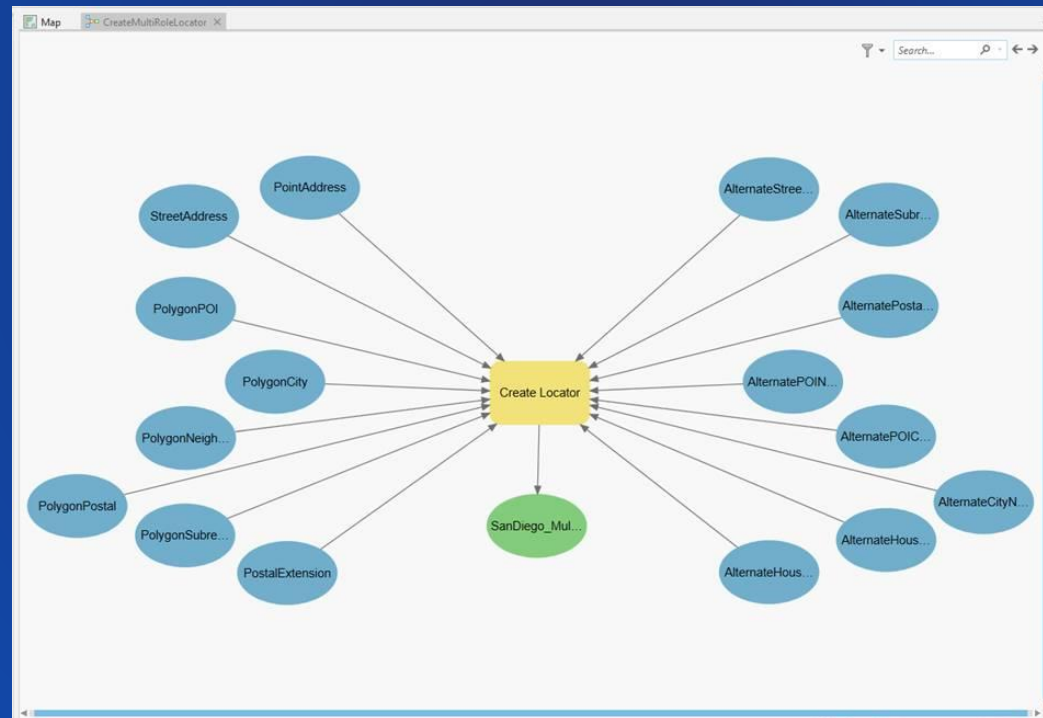 Map
CreateMultiRoleLocator
Search...
PointAddress
StreetAddress
PolygonPOI
PolygonCity
PolygonNeigh...
PolygonPostal
PolygonSubre...
PostalExtension
Create Locator
SanDiego_Mul...
AlternateStree...
AlternateSubr...
AlternatePosta...
AlternatePOIN...
AlternatePOIC...
AlternateCityN...
AlternateHous...
AlternateHous...